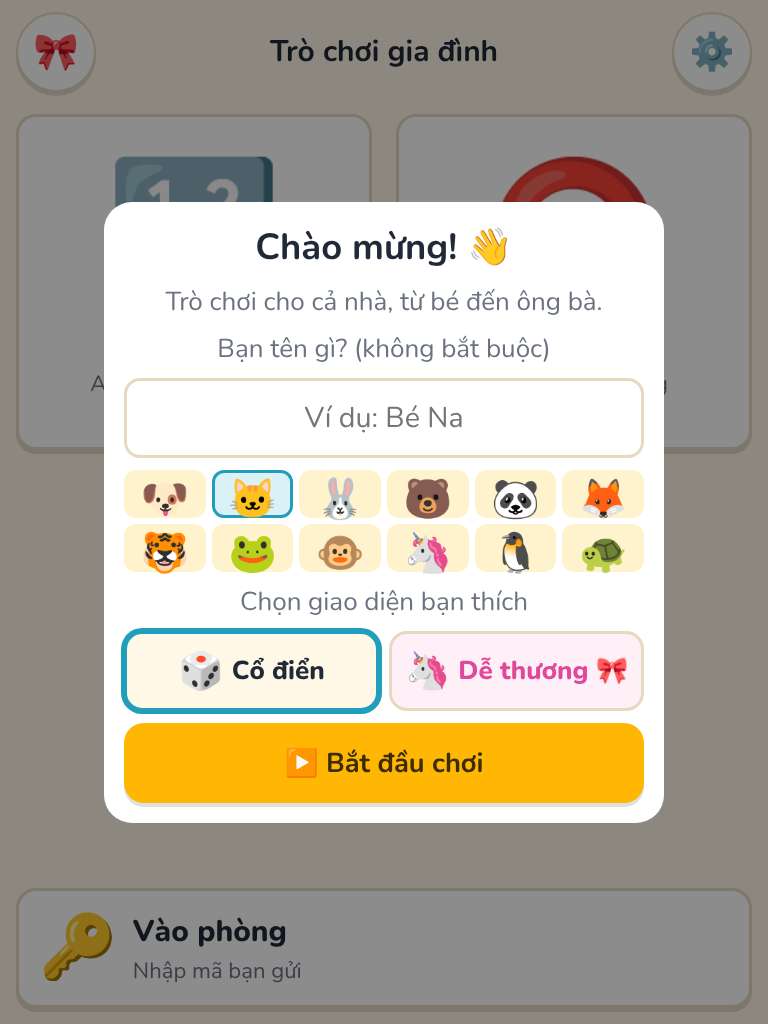 Trò chơi gia đình
Chào mừng! 👋
Trò chơi cho cả nhà, từ bé đến ông bà.
Bạn tên gì? (không bắt buộc)
Ví dụ: Bé Na
Chọn giao diện bạn thích
Cổ điển
Dễ thương
Bắt đầu chơi
Vào phòng
Nhập mã bạn gửi